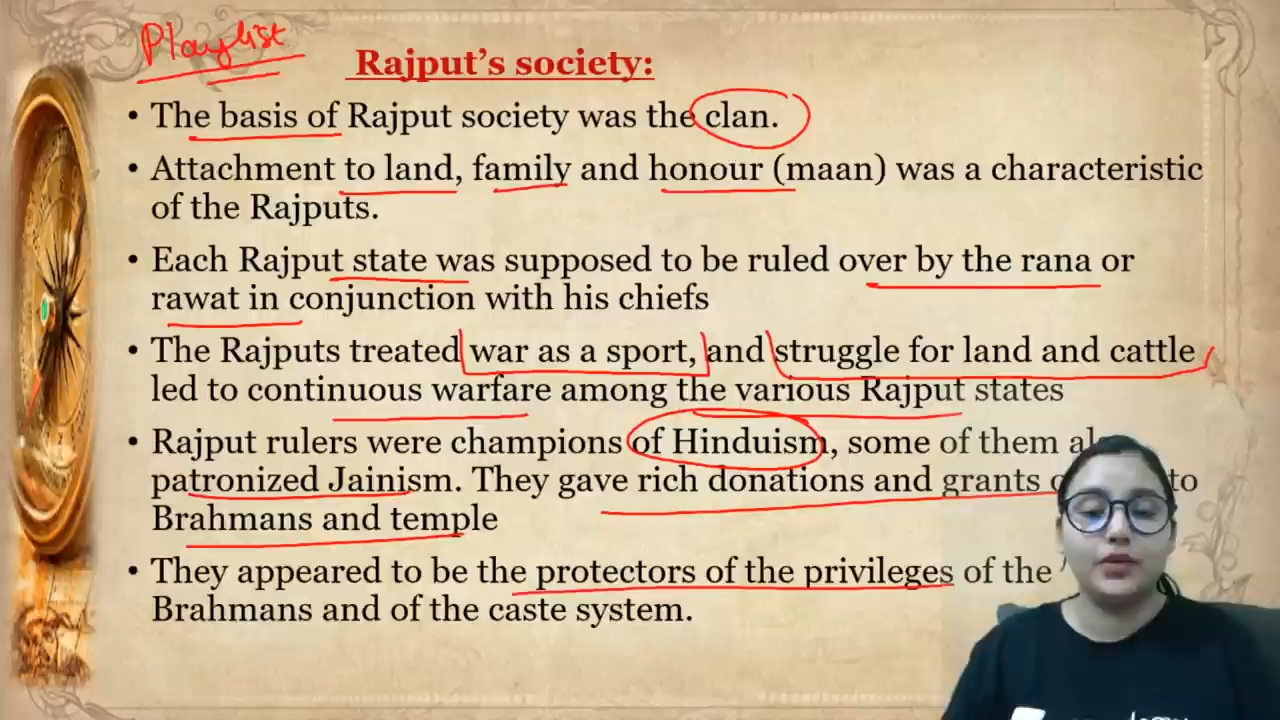 Playlist
Rajput's society:
• The basis of Rajput society was the clan.
• Attachment to land, family and honour (maan) was a characteristic
of the Rajputs.
• Each Rajput state was supposed to be ruled over by the rana or
rawat in conjunction with his chiefs
• The Rajputs treated war as a sport, and struggle for land and cattle
led to continuous warfare among the various Rajput states
• Rajput rulers were champions of Hinduism, some of them
patronized Jainism. They gave rich donations and grants to
Brahmans and temple
• They appeared to be the protectors of the privileges of the
Brahmans and of the caste system.